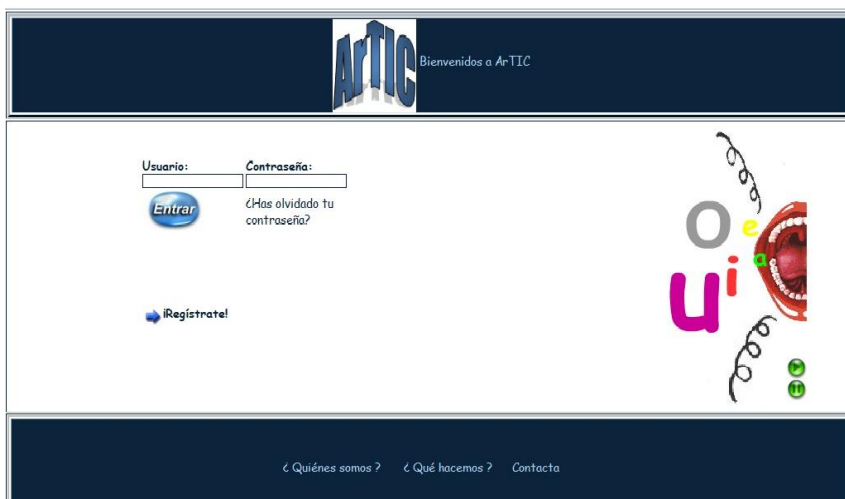 ArTIC
Bienvenidos a ArTIC
Usuario: Contraseña:
Entrar
¿Has olvidado tu
contraseña?
¡Regístrate!
O
e
a
i
u
¿ Quiénes somos ? ¿ Qué hacemos ? Contacta